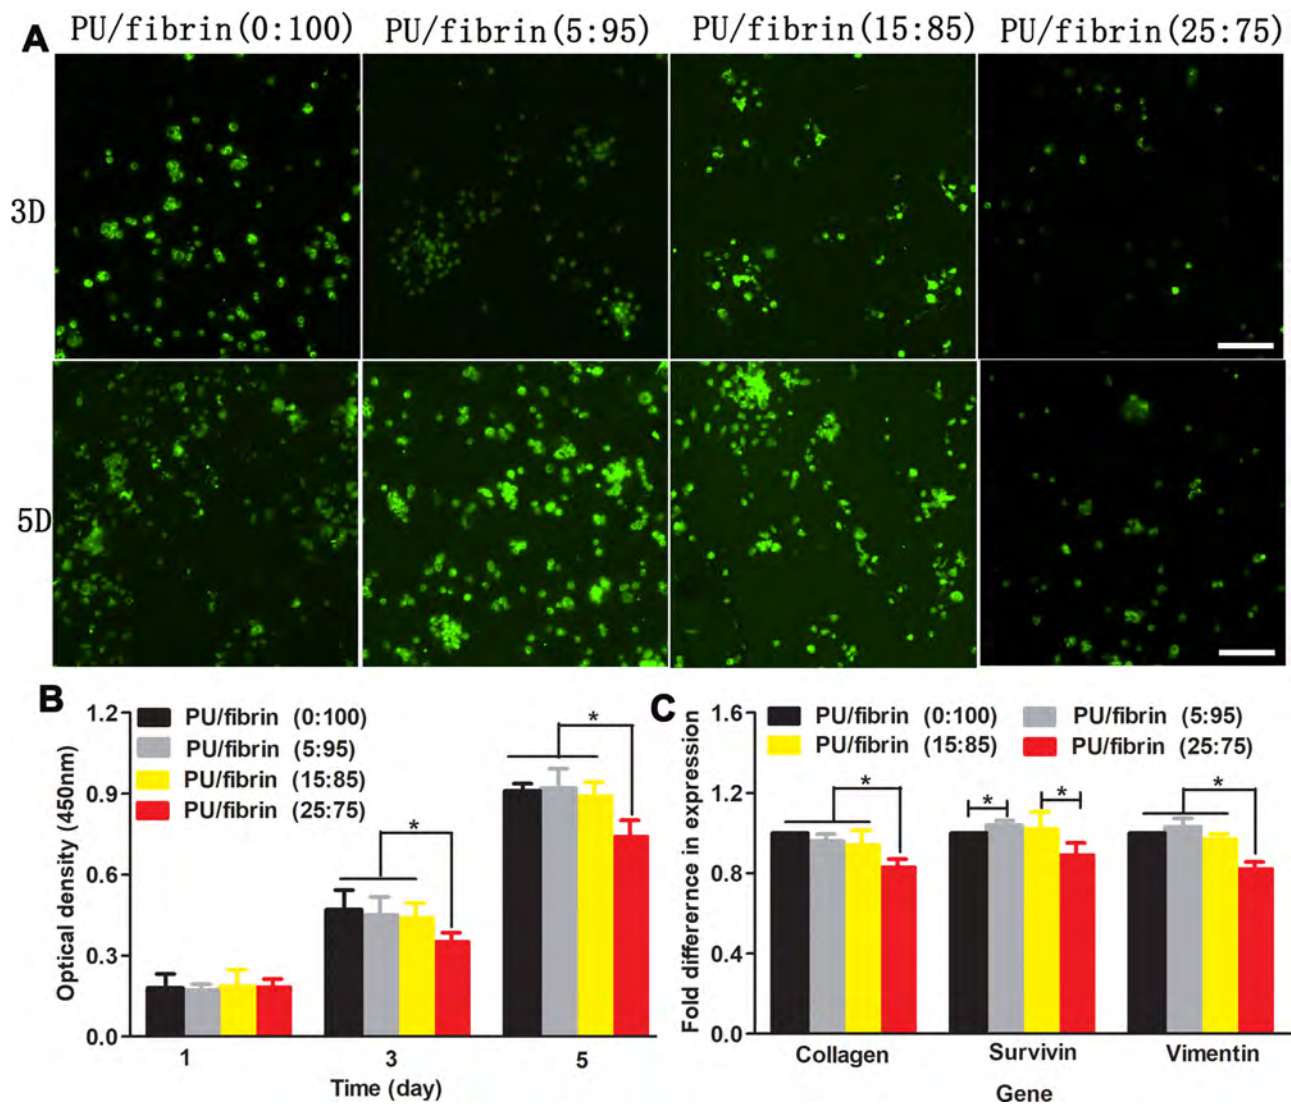 A
PU/fibrin(0:100)
PU/fibrin(5:95)
PU/fibrin(15:85)
PU/fibrin(25:75)
3D
5D
B
PU/fibrin (0:100)
PU/fibrin (5:95)
PU/fibrin (15:85)
PU/fibrin (25:75)
Optical density (450nm)
1.2
0.9
0.6
0.3
0.0
*
*
1
3
5
Time (day)
C
PU/fibrin (0:100)
PU/fibrin (5:95)
PU/fibrin (15:85)
PU/fibrin (25:75)
Fold differernce in expression
1.6
1.2
0.8
0.4
0.0
*
*
*
*
Collagen
Survivin
Vimentin
Gene